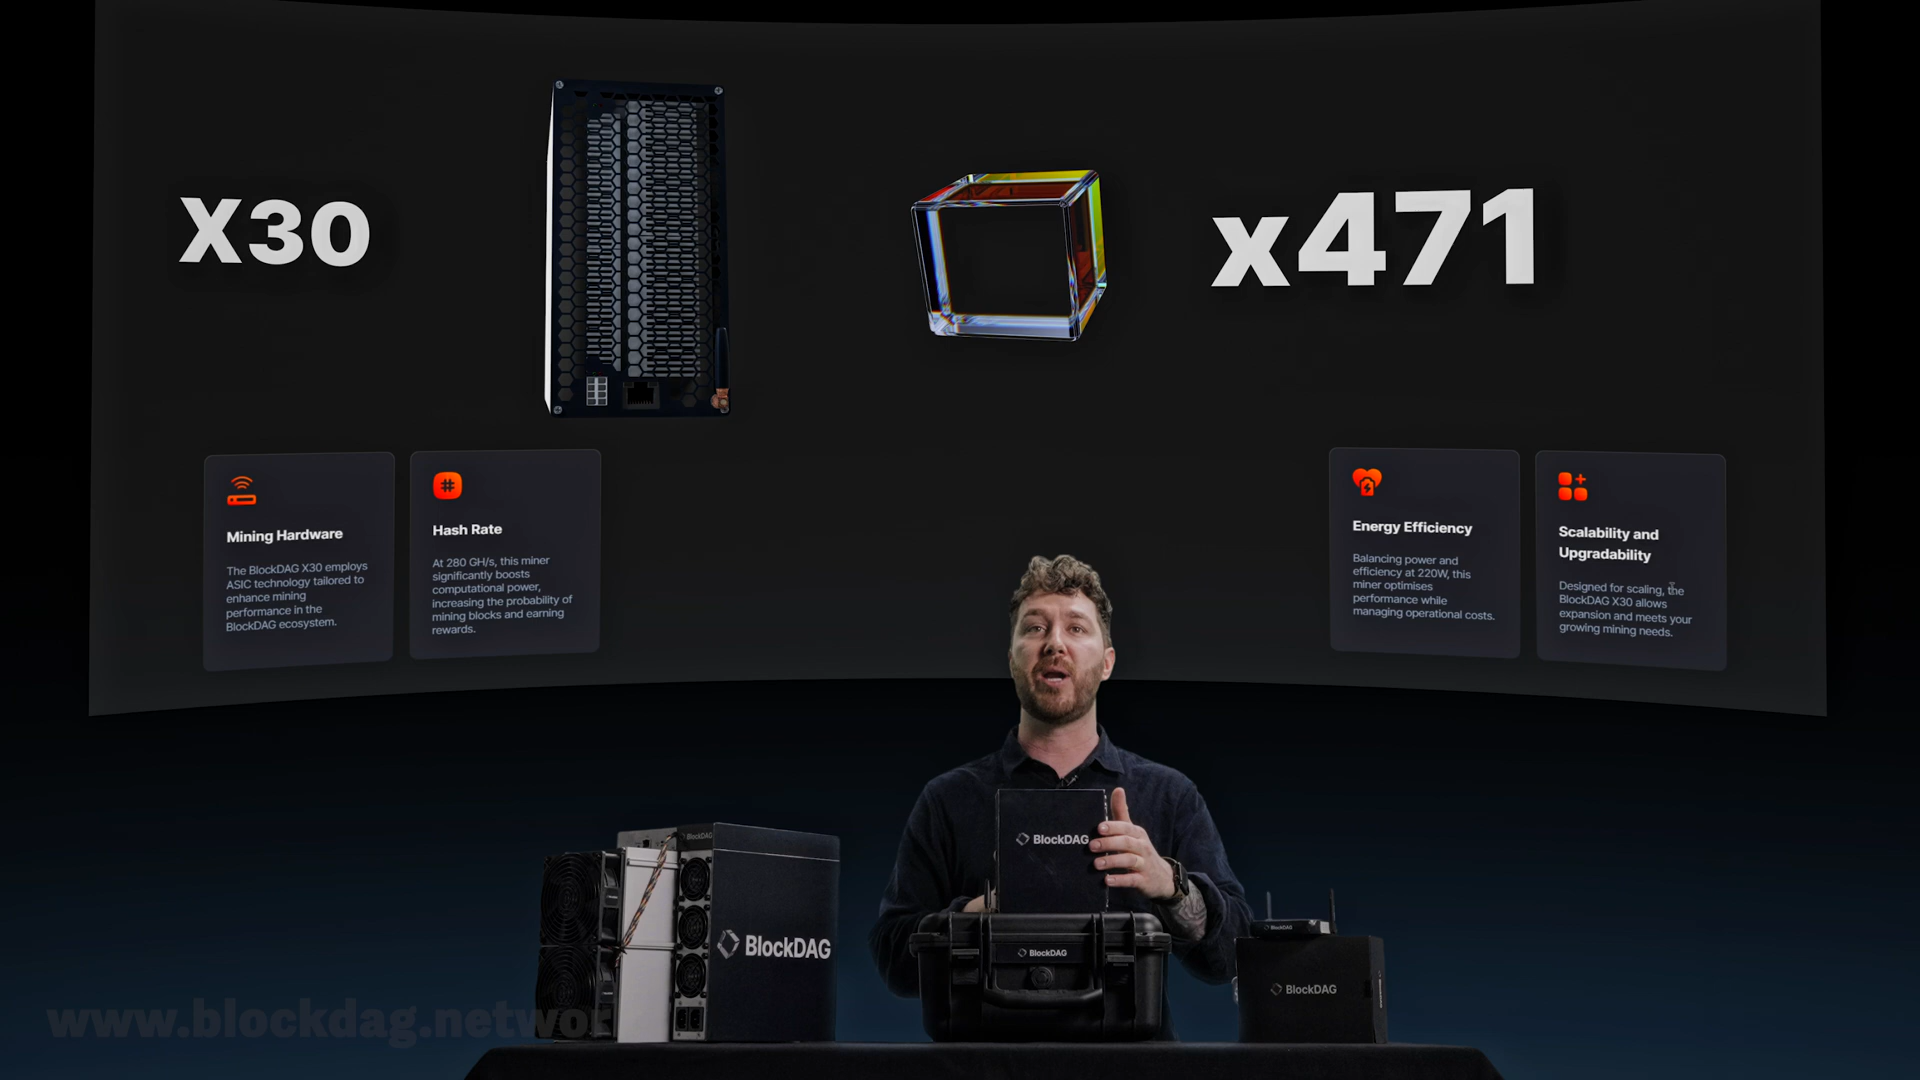 X30
x471
Mining Hardware
The BlockDAG X30 employs
ASIC technology tailored to
enhance mining
performance in the
BlockDAG ecosystem.
Hash Rate
At 280 GH/s, this miner
significantly boosts
computational power,
increasing the probability of
mining blocks and earning
rewards.
Energy Efficiency
Balancing power and
efficiency at 220W, this
miner optimises
performance while
managing operational costs.
Scalability and
Upgradability
Designed for scaling, the
BlockDAG X30 allows
expansion and meets your
growing mining needs.
BlockDAG
BlockDAG
BlockDAG
BlockDAG
BlockDAG
BlockDAG
www.blockdag.networ